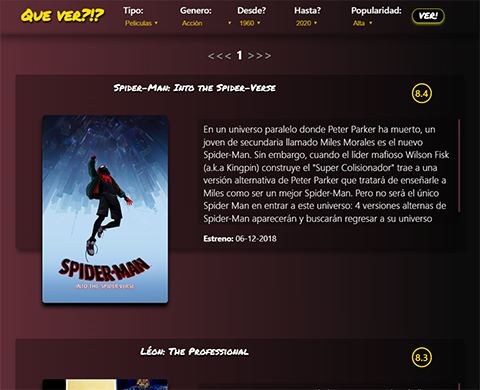 Que ver?!?
Tipo: Genero: Desde? Hasta? Popularidad:
Peliculas Acción 1960 2020 Alta VER!
<<< 1 >>>
Spider-Man: Into the Spider-Verse 8.4
En un universo paralelo donde Peter Parker ha muerto, un
joven de secundaria llamado Miles Morales es el nuevo
Spider-Man. Sin embargo, cuando el líder mafioso Wilson Fisk
(a.k.a Kingpin) construye el "Super Colisionador" trae a una
versión alternativa de Peter Parker que tratará de enseñarle a
Miles como ser un mejor Spider-Man. Pero no será el único
Spider Man en entrar a este universo: 4 versiones alternas de
Spider-Man aparecerán y buscarán regresar a su universo
Estreno: 06-12-2018
SPIDER-MAN
INTO THE SPIDER-VERSE
Léon: The Professional 8.3